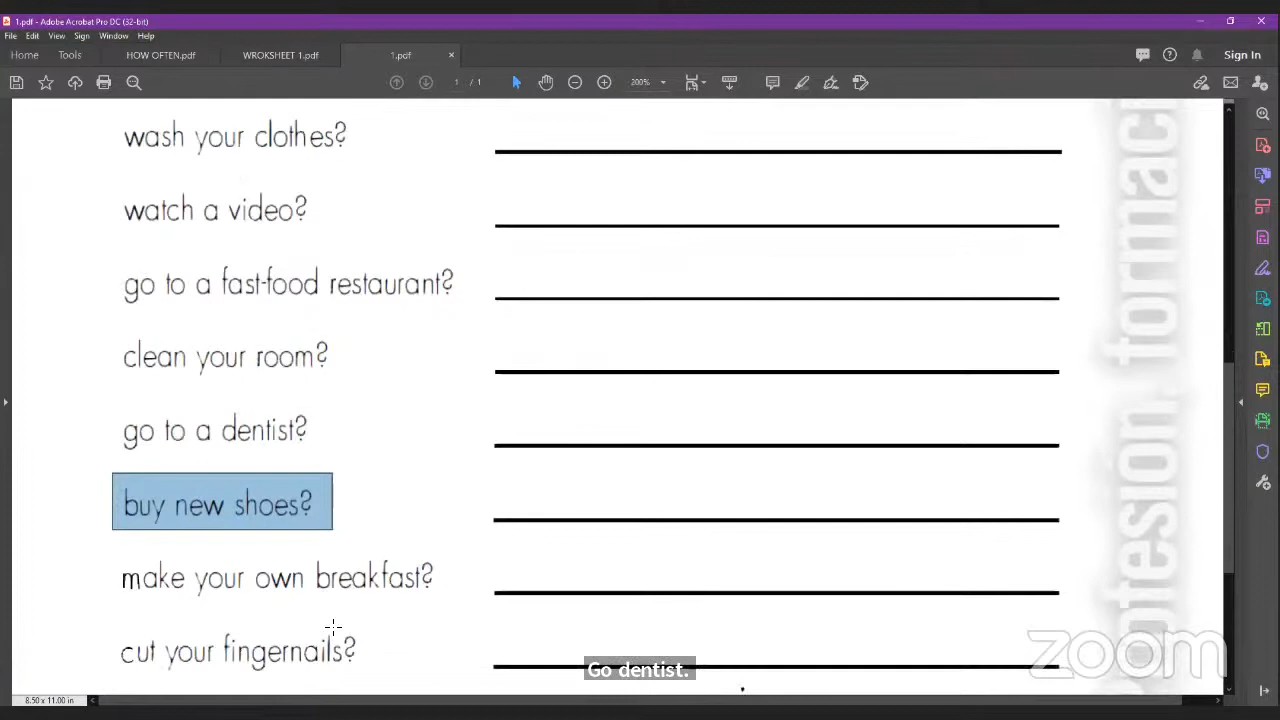 1.pdf - Adobe Acrobat Pro DC (32-bit)
File Edit View Sign Window Help
Home Tools HOW OFTEN.pdf WROKSHEET 1.pdf 1.pdf Sign In
1 / 1 200%
wash your clothes?
watch a video?
go to a fast-food restaurant?
clean your room?
go to a dentist?
buy new shoes?
make your own breakfast?
cut your fingernails?
formac
ofesion
zoom
Go dentist.
8.50 x 11.00 in